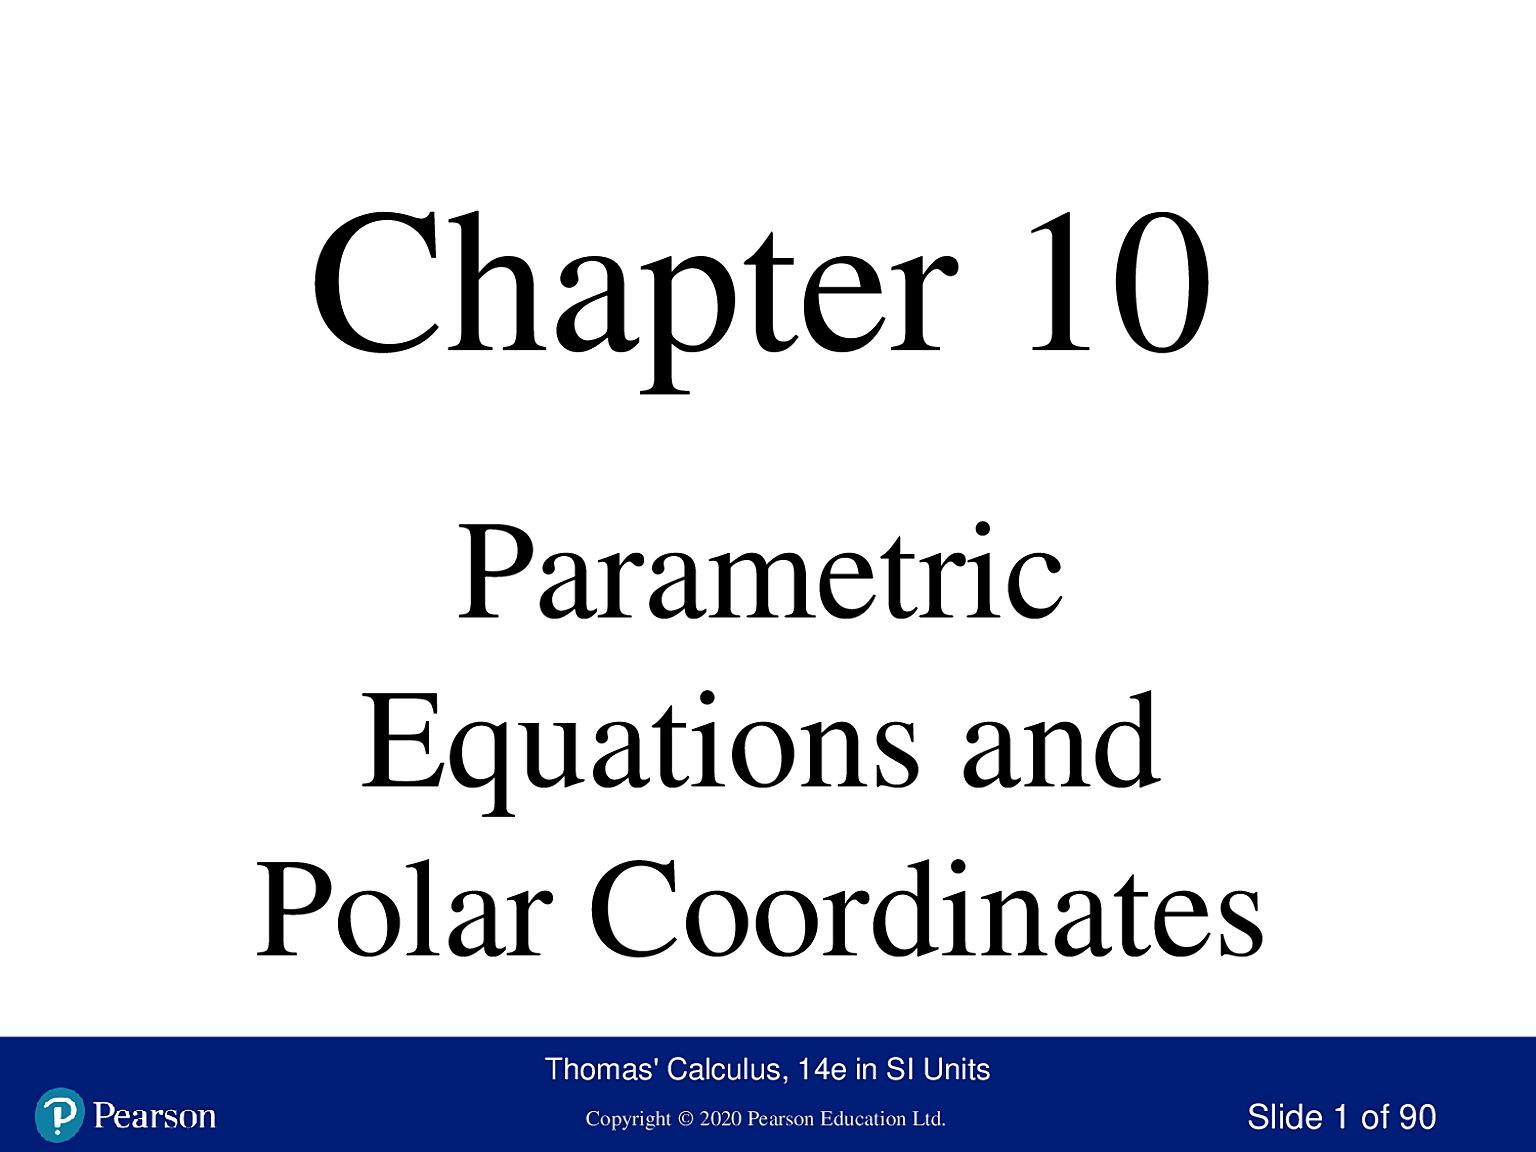 Chapter 10
Parametric
Equations and
Polar Coordinates
Thomas' Calculus, 14e in SI Units
Pearson
Copyright © 2020 Pearson Education Ltd.
Slide 1 of 90